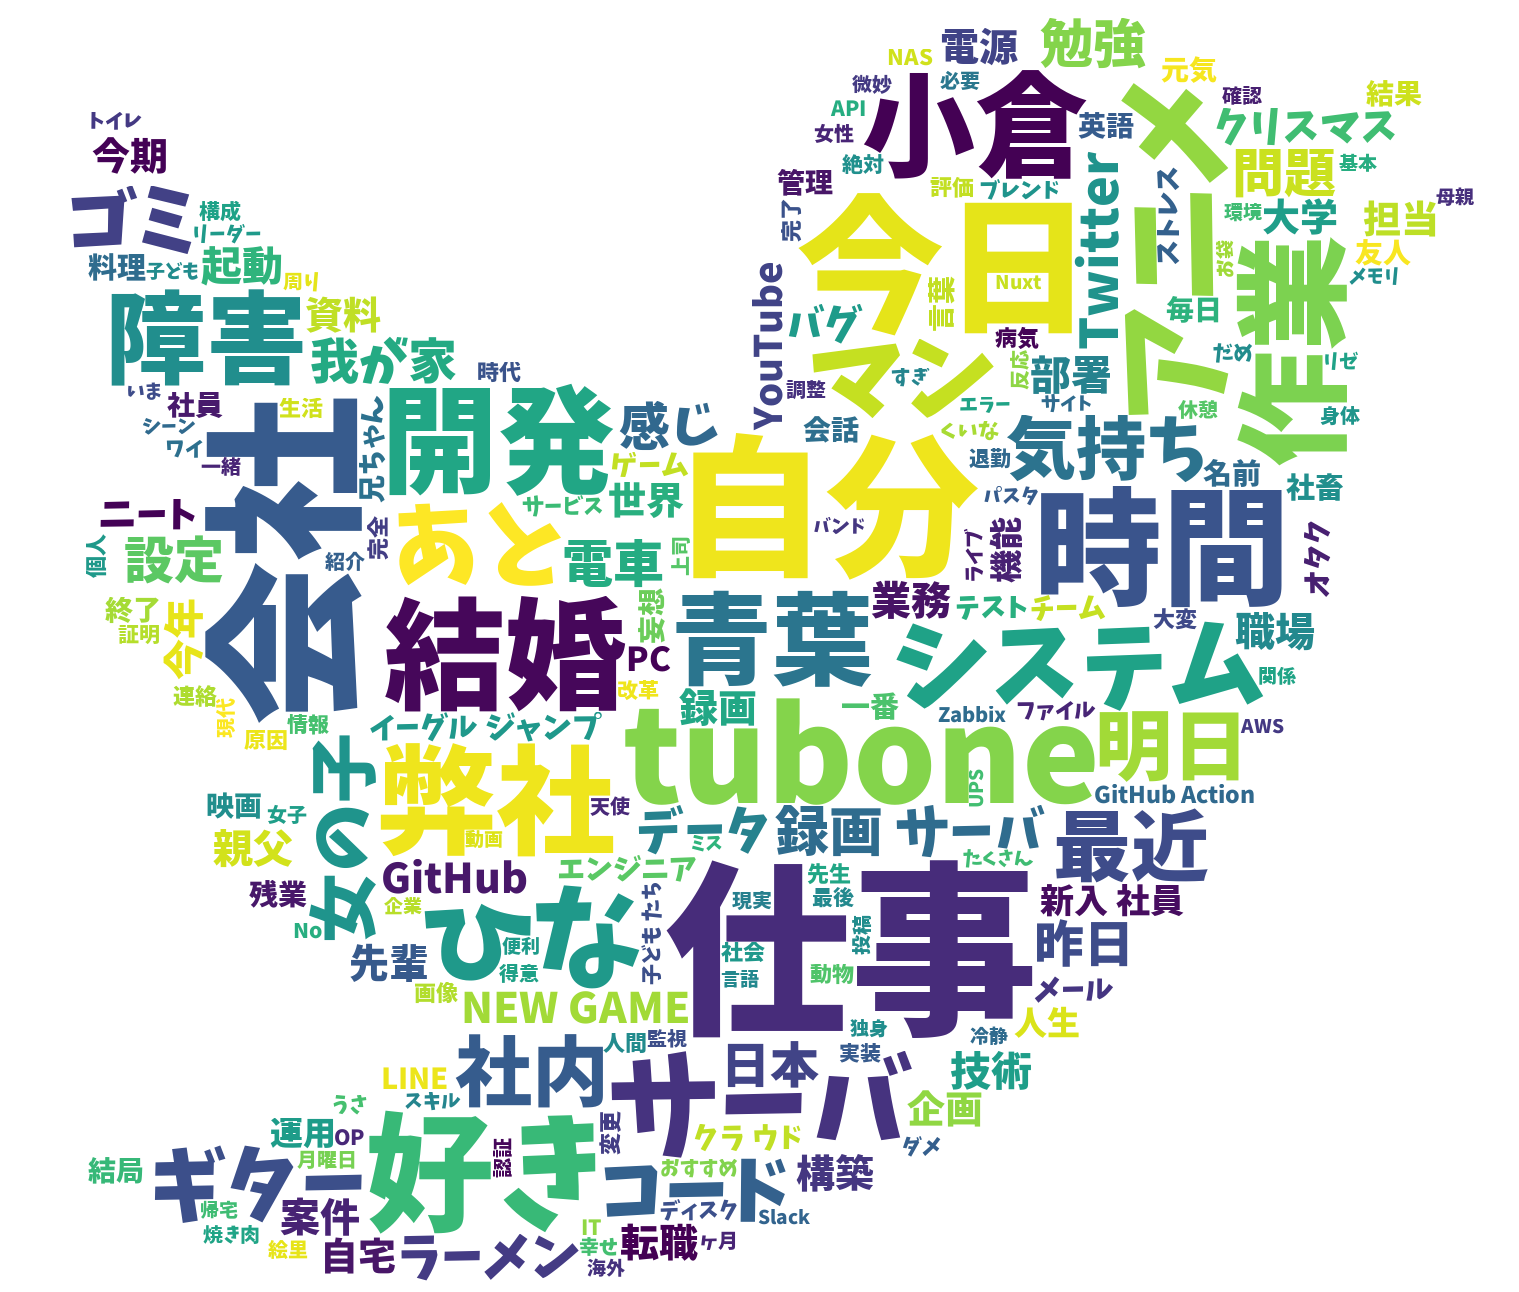 NAS
電源
勉強
元気
微妙
必要
小倉
API
女性
絶対
英語
確認
結果
アニメ
クリスマス
問題
基本
トイレ
今期
管理
評価
ブレンド
Twitter
ストレス
母親
ゴミ
構成
リーダー
完了
今日
Nuxt
環境
大学
担当
友人
メモリ
料理
子ども
起動
周り
お袋
作業
障害
資料
我が家
YouTube
バグ
言葉
病気
毎日
だめ
リゼ
時代
マン
すぎ
反応
部署
調整
サイト
いま
社員
生活
会社
兄ちゃん
開発
感じ
会話
エラー
くいな
休憩
身体
シーン
ワイ
一緒
ゲーム
世界
自分
退勤
気持ち
名前
社畜
サービス
バンド
パスタ
時間
ニート
個人
設定
紹介
完全
あと
電車
上司
ライブ
機能
オタク
終了
証明
今年
結婚
妄想
青葉
業務
テスト
チーム
大変
職場
PC
システム
関係
連絡
現代
情報
原因
改革
録画
一番
Zabbix
ファイル
AWS
イーグル ジャンプ
tubone
明日
女の子
弊社
天使
動画
UPS
GitHub Action
映画
女子
親父
データ
ミス
録画 サーバ
最近
残業
GitHub
企業
エンジニア
たくさん
No
先輩
ひな
便利
得意
子どもたち
仕事
現実
先生
最後
社会
言語
投稿
動物
新入 社員
昨日
メール
画像
NEW GAME
人生
独身
冷静
人間
監視
日本
実装
技術
LINE
スキル
社内
サーバ
企画
うさ
運用
OP
好き
認証
変更
クラウド
ダメ
結局
月曜日
ギター
おすすめ
コード
構築
帰宅
焼き肉
案件
ディスク
Slack
絵里
自宅
ラーメン
IT
幸せ
海外
転職
ケ月